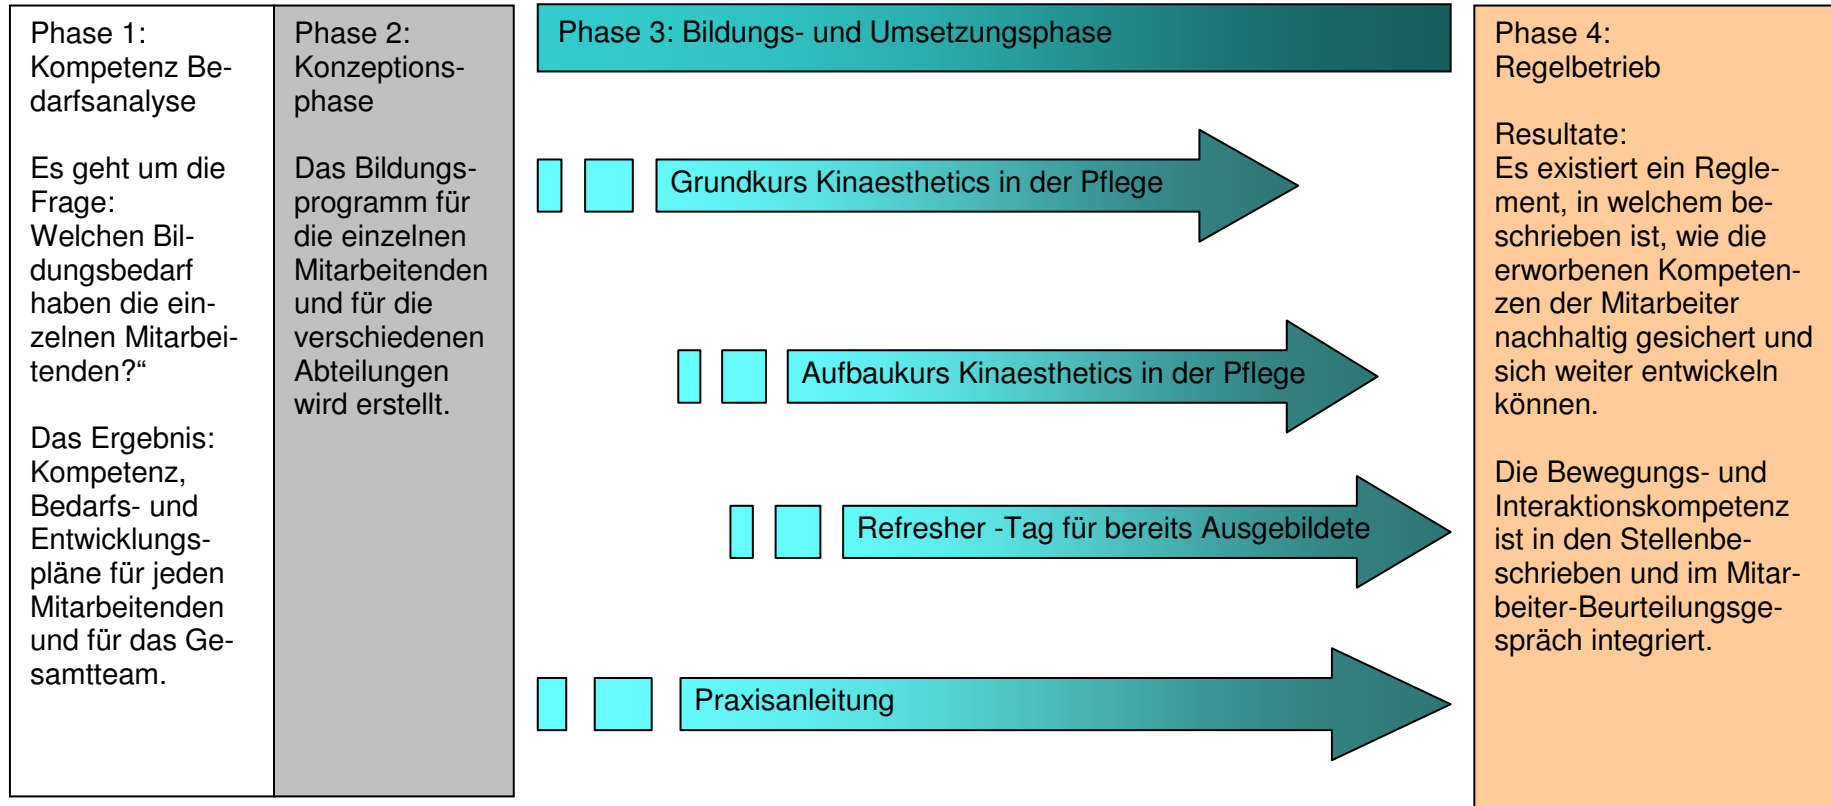 Phase 1:
Kompetenz Be-
darfsanalyse
Es geht um die
Frage:
Welchen Bil-
dungsbedarf
haben die ein-
zelnen Mitarbei-
tenden?“
Das Ergebnis:
Kompetenz,
Bedarfs- und
Entwicklungs-
pläne für jeden
Mitarbeitenden
und für das Ge-
samtteam.
Phase 2:
Konzeptions-
phase
Das Bildungs-
programm für
die einzelnen
Mitarbeitenden
und für die
verschiedenen
Abteilungen
wird erstellt.
Phase 3: Bildungs- und Umsetzungsphase
Grundkurs Kinaesthetics in der Pflege
Aufbaukurs Kinaesthetics in der Pflege
Refresher -Tag für bereits Ausgebildete
Praxisanleitung
Phase 4:
Regelbetrieb
Resultate:
Es existiert ein Regle-
ment, in welchem be-
schrieben ist, wie die
erworbenen Kompeten-
zen der Mitarbeiter
nachhaltig gesichert und
sich weiter entwickeln
können.
Die Bewegungs- und
Interaktionskompetenz
ist in den Stellenbe-
schrieben und im Mitar-
beiter-Beurteilungsge-
spräch integriert.